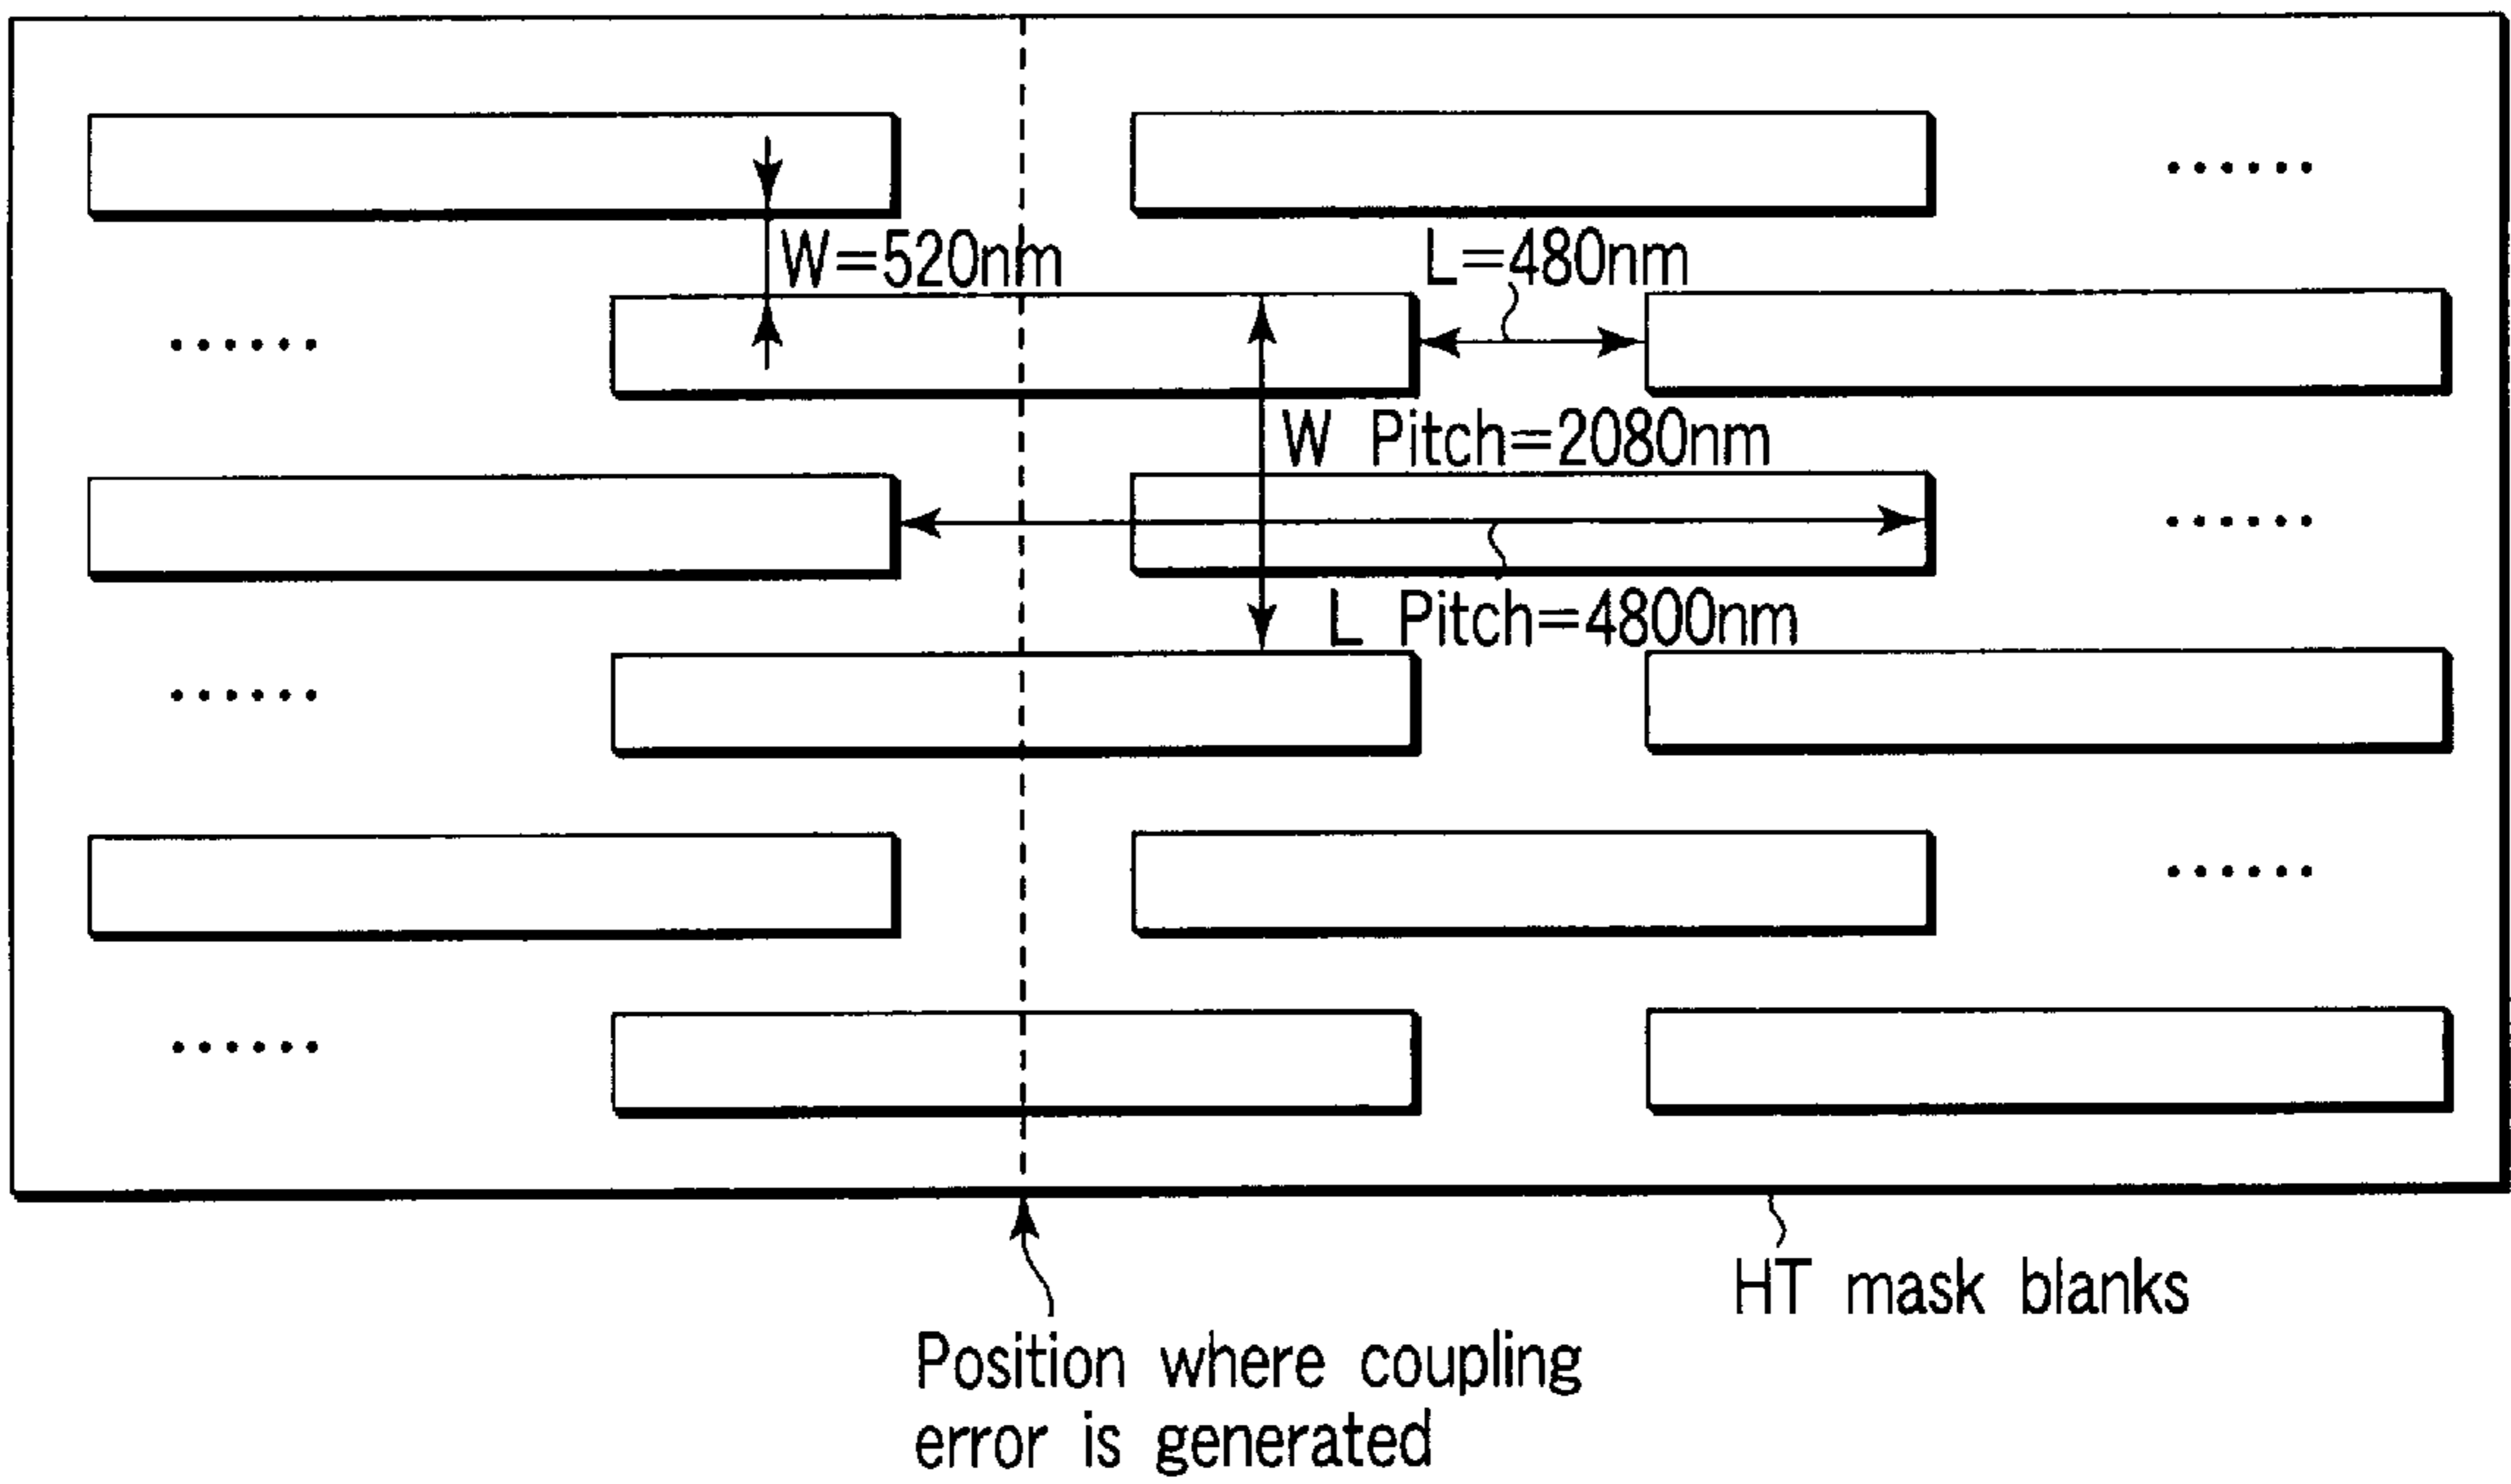 W=520nm
L=480nm
W Pitch=2080nm
L Pitch=4800nm
HT mask blanks
Position where coupling
error is generated